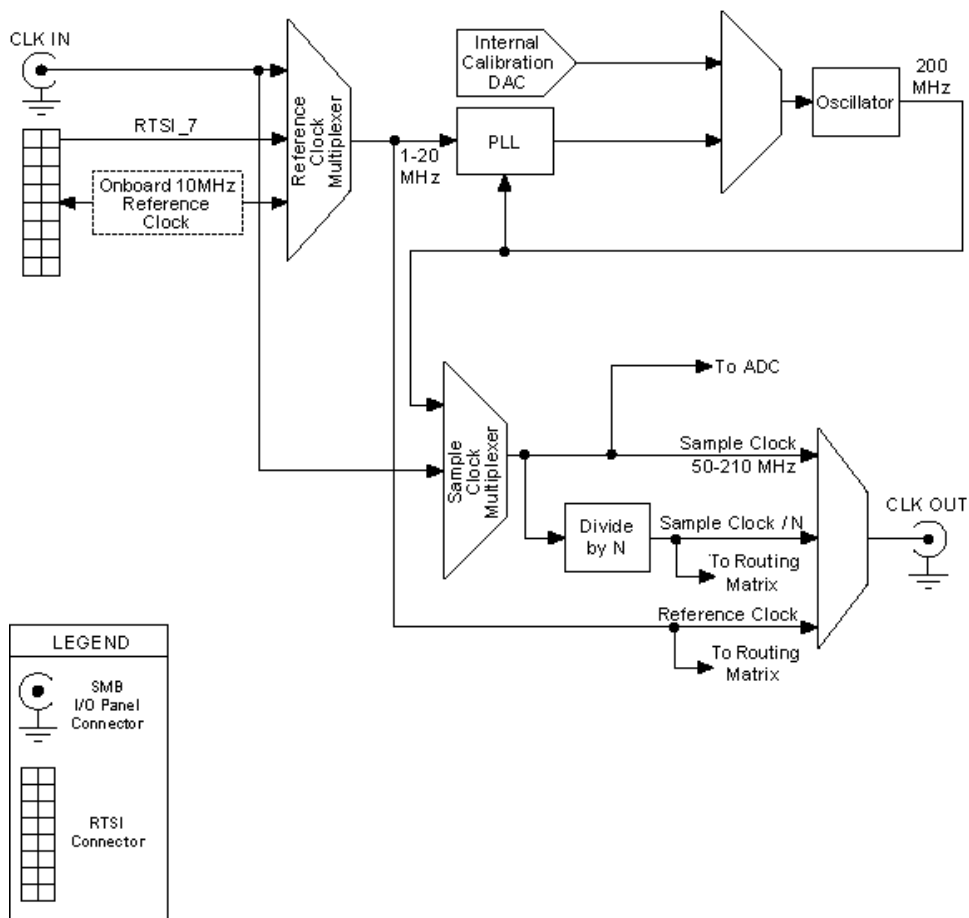 CLK IN
RTSI_7
Onboard 10MHz
Reference
Clock
Reference
Clock
Multiplexer
1-20
MHz
Internal
Calibration
DAC
PLL
Oscillator
200
MHz
To ADC
Sample
Clock
Multiplexer
Sample Clock
50-210 MHz
Divide
by N
Sample Clock / N
To Routing
Matrix
CLK OUT
Reference Clock
To Routing
Matrix
LEGEND
SMB
I/O Panel
Connector
RTSI
Connector